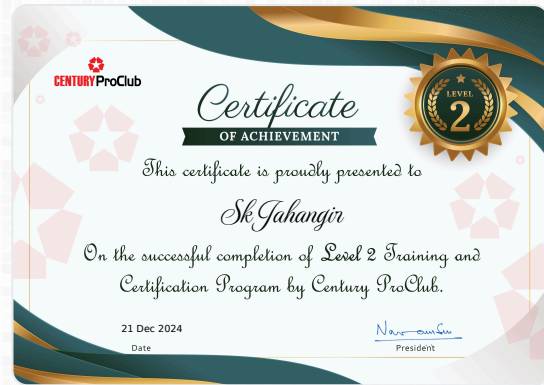 CENTURY ProClub
Certificate
OF ACHIEVEMENT
LEVEL
2
This certificate is proudly presented to
Sk Jahangir
On the successful completion of Level 2 Training and
Certification Program by Century ProClub.
21 Dec 2024
Date
President